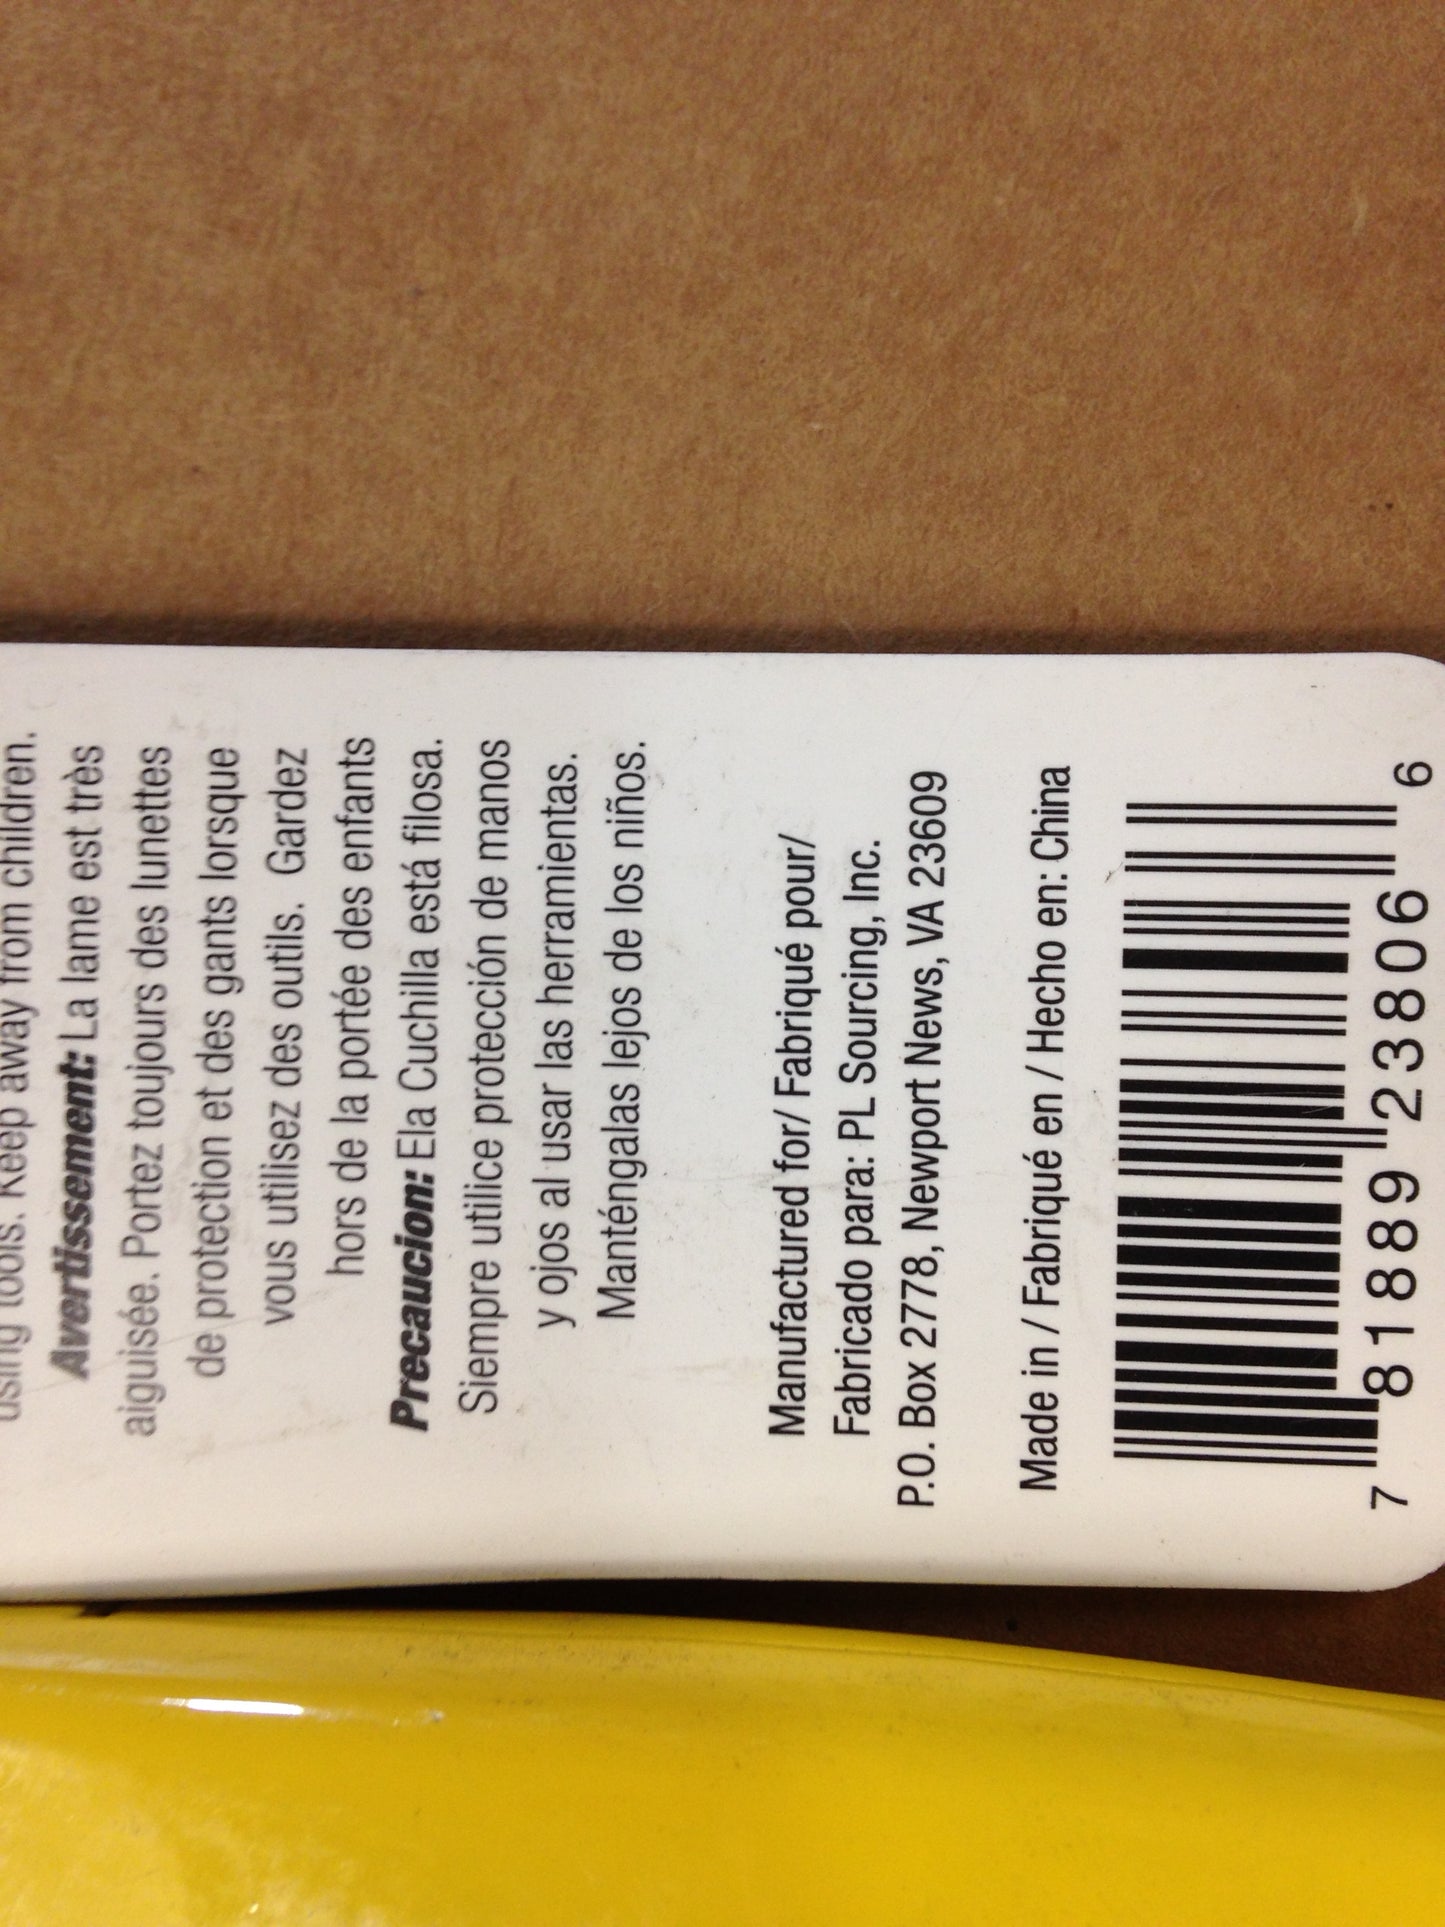 using tools. Keep away from children.
Avertissement: La lame est très
aiguisée. Portez toujours des lunettes
de protection et des gants lorsque
vous utilisez des outils. Gardez
hors de la portée des enfants
Precaucion: Ela Cuchilla está filosa.
Siempre utilice protección de manos
y ojos al usar las herramientas.
Manténgalas lejos de los niños.
Manufactured for/ Fabriqué pour/
Fabricado para: PL Sourcing, Inc.
P.O. Box 2778, Newport News, VA 23609
Made in / Fabriqué en / Hecho en: China
7 81889 23806 6